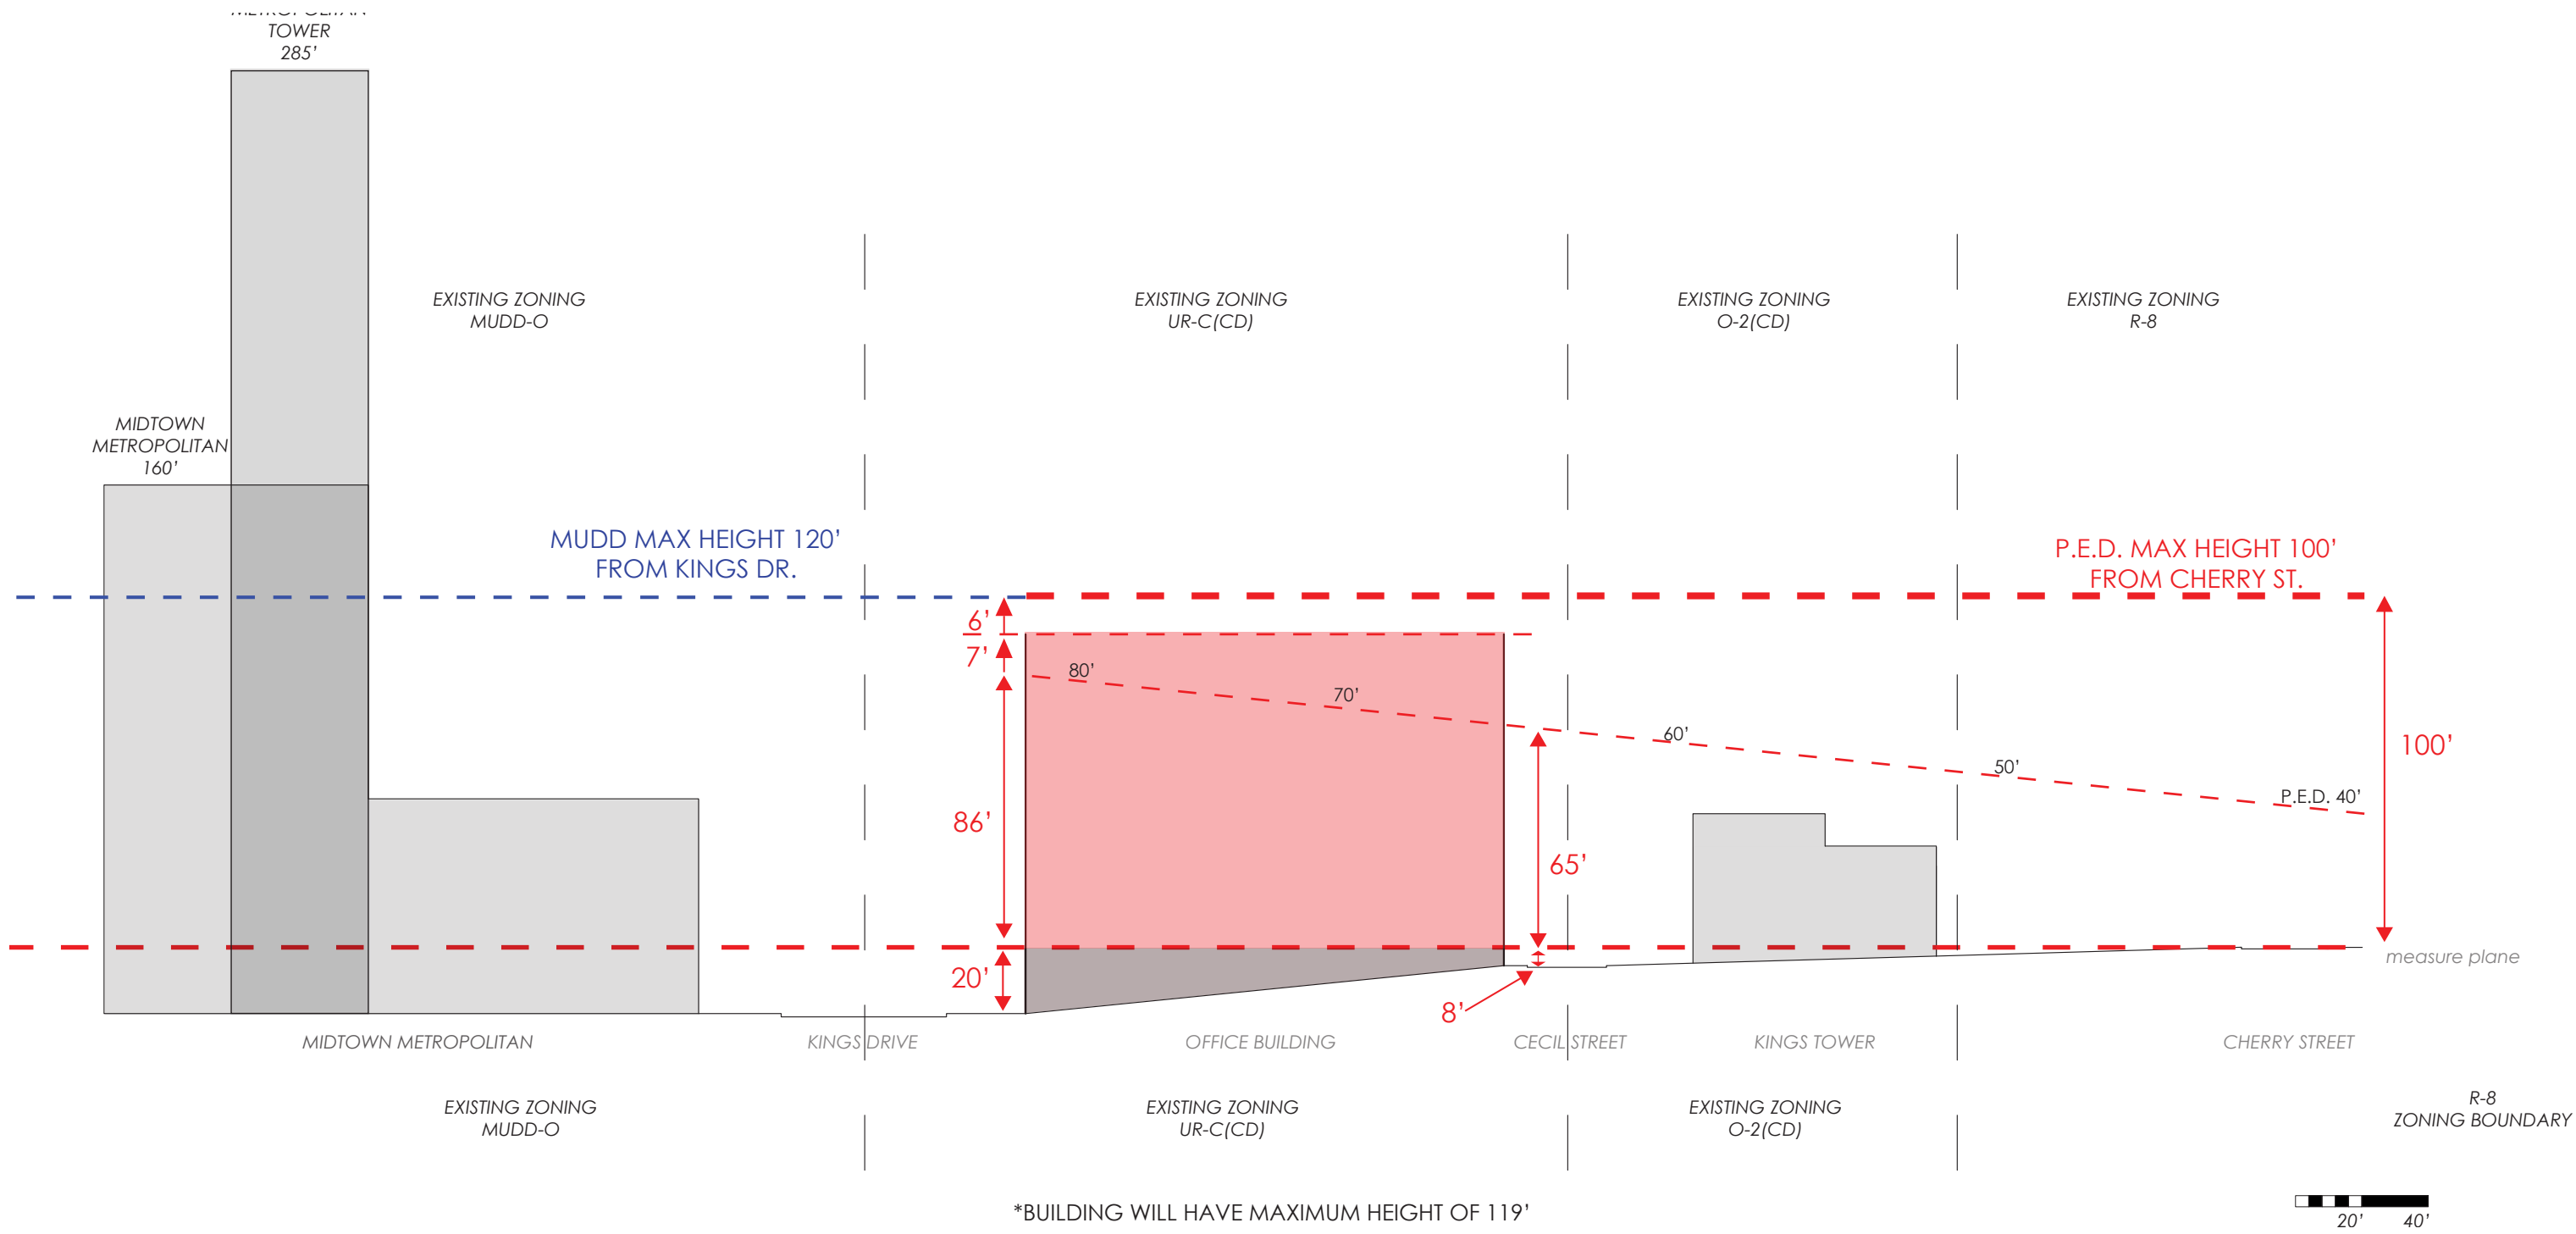 TOWER
285’
EXISTING ZONING
MUDD-O
EXISTING ZONING
UR-C(CD)
EXISTING ZONING
O-2(CD)
EXISTING ZONING
R-8
MIDTOWN
METROPOLITAN
160’
MUDD MAX HEIGHT 120’
FROM KINGS DR.
P.E.D. MAX HEIGHT 100’
FROM CHERRY ST.
6’
7’
80’
70’
60’
50’
P.E.D. 40’
100’
86’
65’
20’
8’
measure plane
MIDTOWN METROPOLITAN
KINGS DRIVE
OFFICE BUILDING
CECIL STREET
KINGS TOWER
CHERRY STREET
EXISTING ZONING
MUDD-O
EXISTING ZONING
UR-C(CD)
EXISTING ZONING
O-2(CD)
R-8
ZONING BOUNDARY
*BUILDING WILL HAVE MAXIMUM HEIGHT OF 119’
20’ 40’